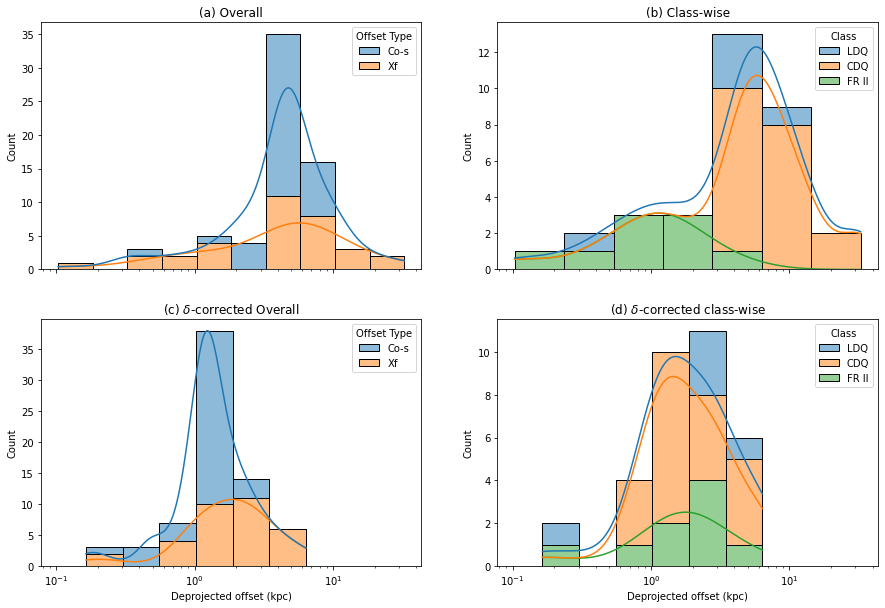 (a) Overall
Offset Type
Co-s
Xf
Count
0
5
10
15
20
25
30
35
(b) Class-wise
Class
LDQ
CDQ
FR II
Count
0
2
4
6
8
10
12
(c) δ-corrected Overall
Offset Type
Co-s
Xf
Count
0
5
10
15
20
25
30
35
10⁻¹ 10⁰ 10¹
Deprojected offset (kpc)
(d) δ-corrected class-wise
Class
LDQ
CDQ
FR II
Count
0
2
4
6
8
10
10⁻¹ 10⁰ 10¹
Deprojected offset (kpc)